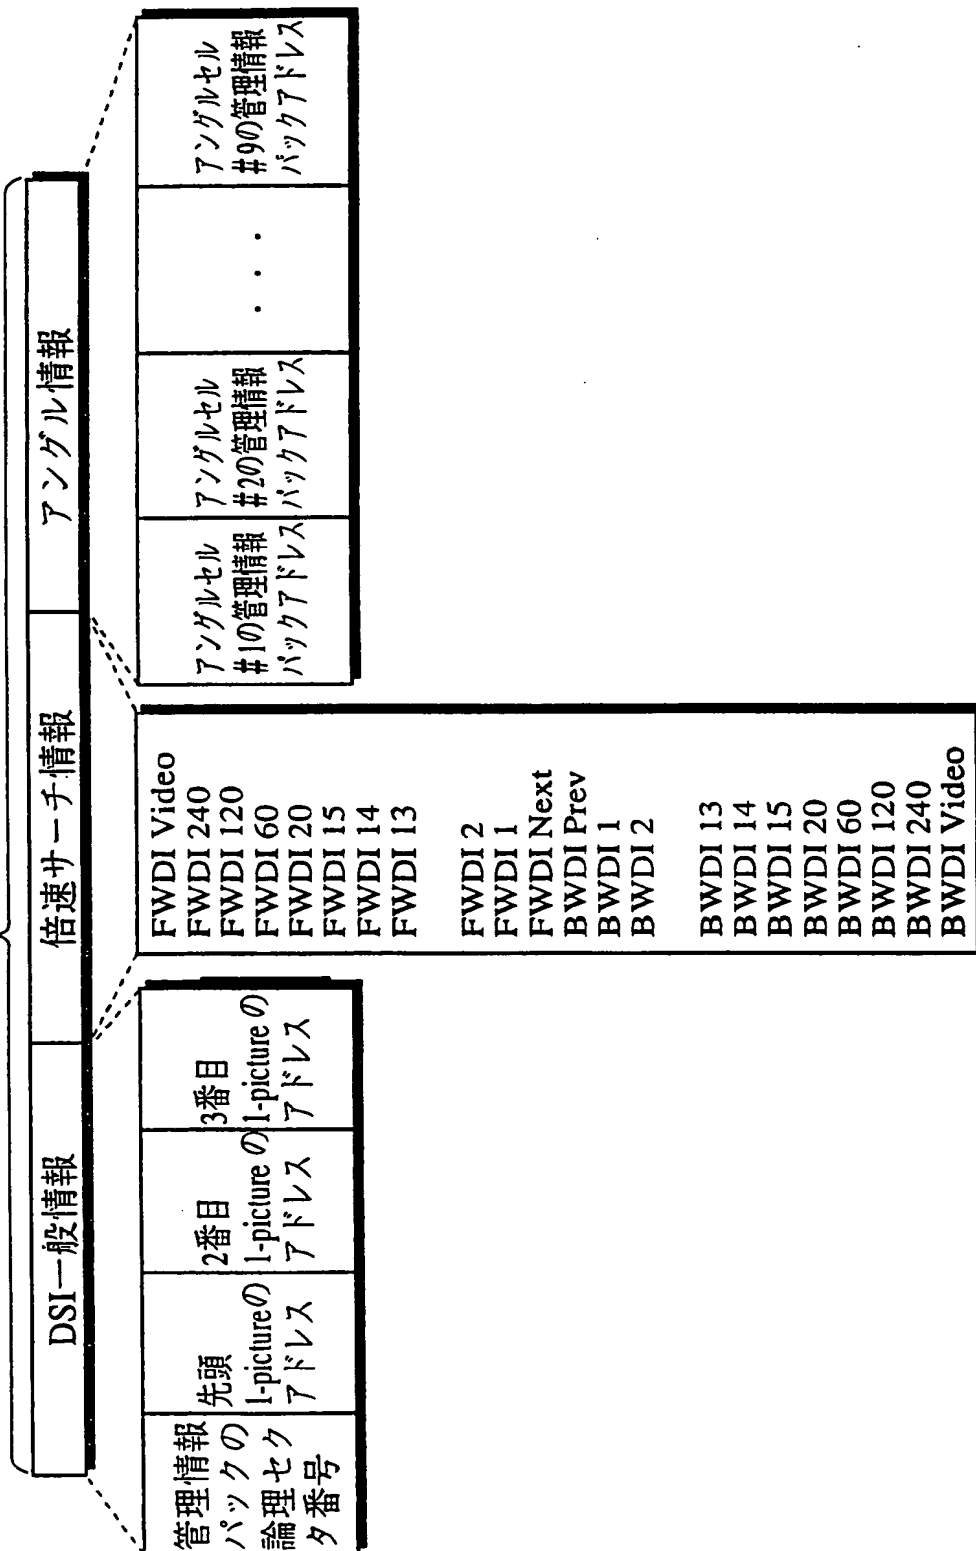 DSI一般情報
倍速サーチ情報
アングル情報
管理情報
パックの
論理セク
タ番号
先頭
1-pictureの
アドレス
2番目
1-pictureの
アドレス
3番目
1-pictureの
アドレス
FWDI Video
FWDI 240
FWDI 120
FWDI 60
FWDI 20
FWDI 15
FWDI 14
FWDI 13
FWDI 2
FWDI 1
FWDI Next
BWDI Prev
BWDI 1
BWDI 2
BWDI 13
BWDI 14
BWDI 15
BWDI 20
BWDI 60
BWDI 120
BWDI 240
BWDI Video
アングルセル
#1の管理情報
パックアドレス
アングルセル
#2の管理情報
パックアドレス
・・・
アングルセル
#9の管理情報
パックアドレス